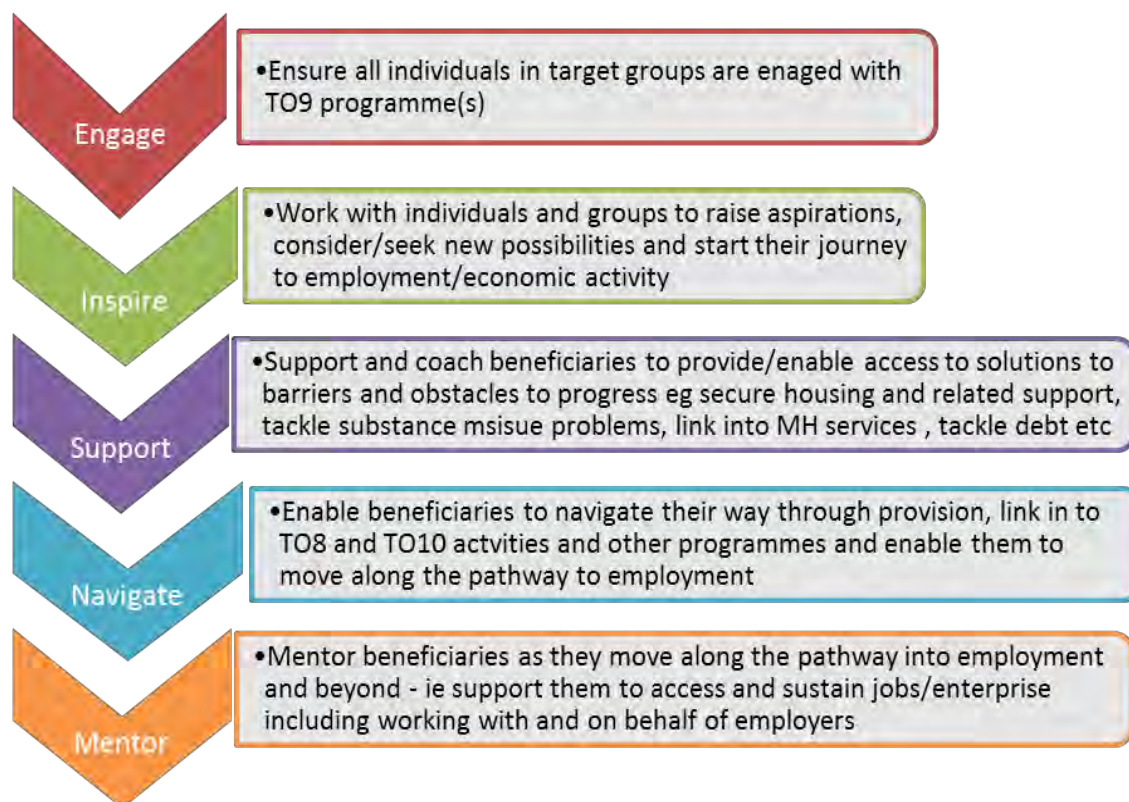 Engage
•Ensure all individuals in target groups are enaged with
TO9 programme(s)
Inspire
•Work with individuals and groups to raise aspirations,
consider/seek new possibilities and start their journey
to employment/economic activity
Support
•Support and coach beneficiaries to provide/enable access to solutions to
barriers and obstacles to progress eg secure housing and related support,
tackle substance msisue problems, link into MH services , tackle debt etc
Navigate
•Enable beneficiaries to navigate their way through provision, link in to
TO8 and TO10 actvities and other programmes and enable them to
move along the pathway to employment
Mentor
•Mentor beneficiaries as they move along the pathway into employment
and beyond - ie support them to access and sustain jobs/enterprise
including working with and on behalf of employers